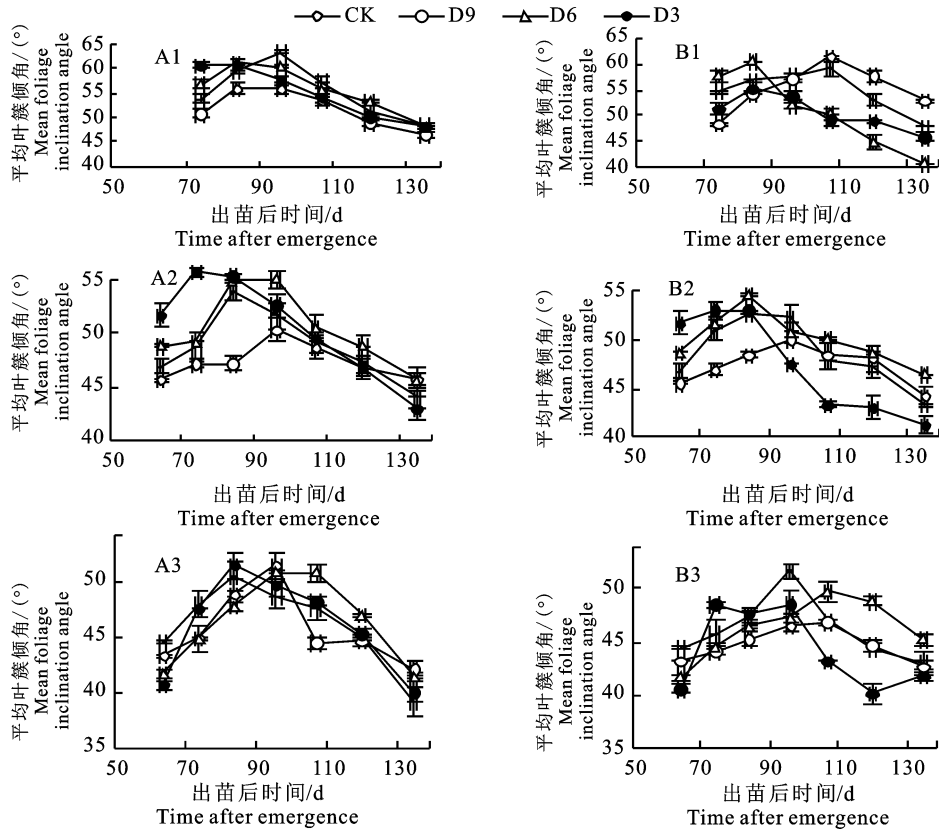 CK D9 D6 D3
A1
平均叶簇倾角/(°)
Mean foliage
inclination angle
65
60
55
50
45
40
50 70 90 110 130
出苗后时间/d
Time after emergence
B1
平均叶簇倾角/(°)
Mean foliage
inclination angle
65
60
55
50
45
40
50 70 90 110 130
出苗后时间/d
Time after emergence
A2
平均叶簇倾角/(°)
Mean foliage
inclination angle
55
50
45
40
50 70 90 110 130
出苗后时间/d
Time after emergence
B2
平均叶簇倾角/(°)
Mean foliage
inclination angle
55
50
45
40
50 70 90 110 130
出苗后时间/d
Time after emergence
A3
平均叶簇倾角/(°)
Mean foliage
inclination angle
50
45
40
35
50 70 90 110 130
出苗后时间/d
Time after emergence
B3
平均叶簇倾角/(°)
Mean foliage
inclination angle
50
45
40
35
50 70 90 110 130
出苗后时间/d
Time after emergence